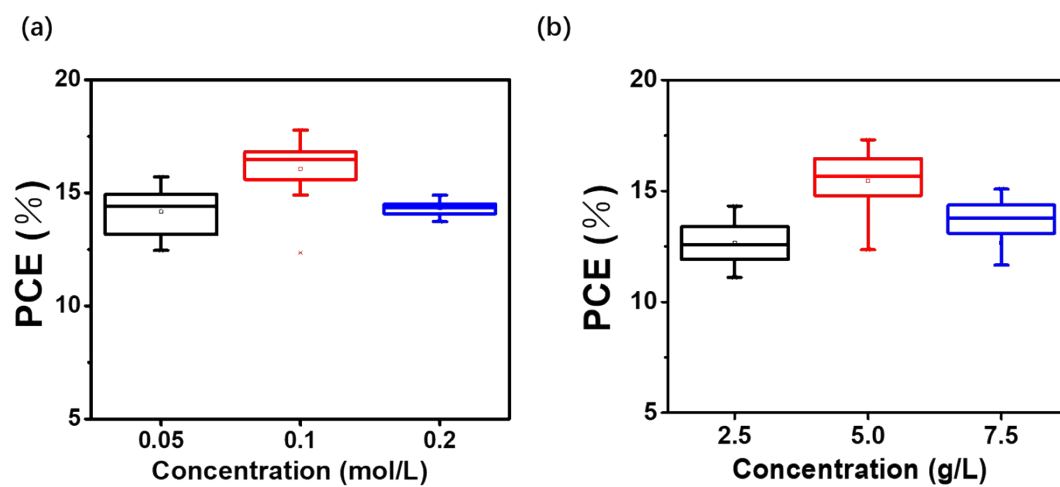 (a)
20
15
10
5
PCE (%)
0.05 0.1 0.2
Concentration (mol/L)
(b)
20
15
10
5
PCE (%)
2.5 5.0 7.5
Concentration (g/L)